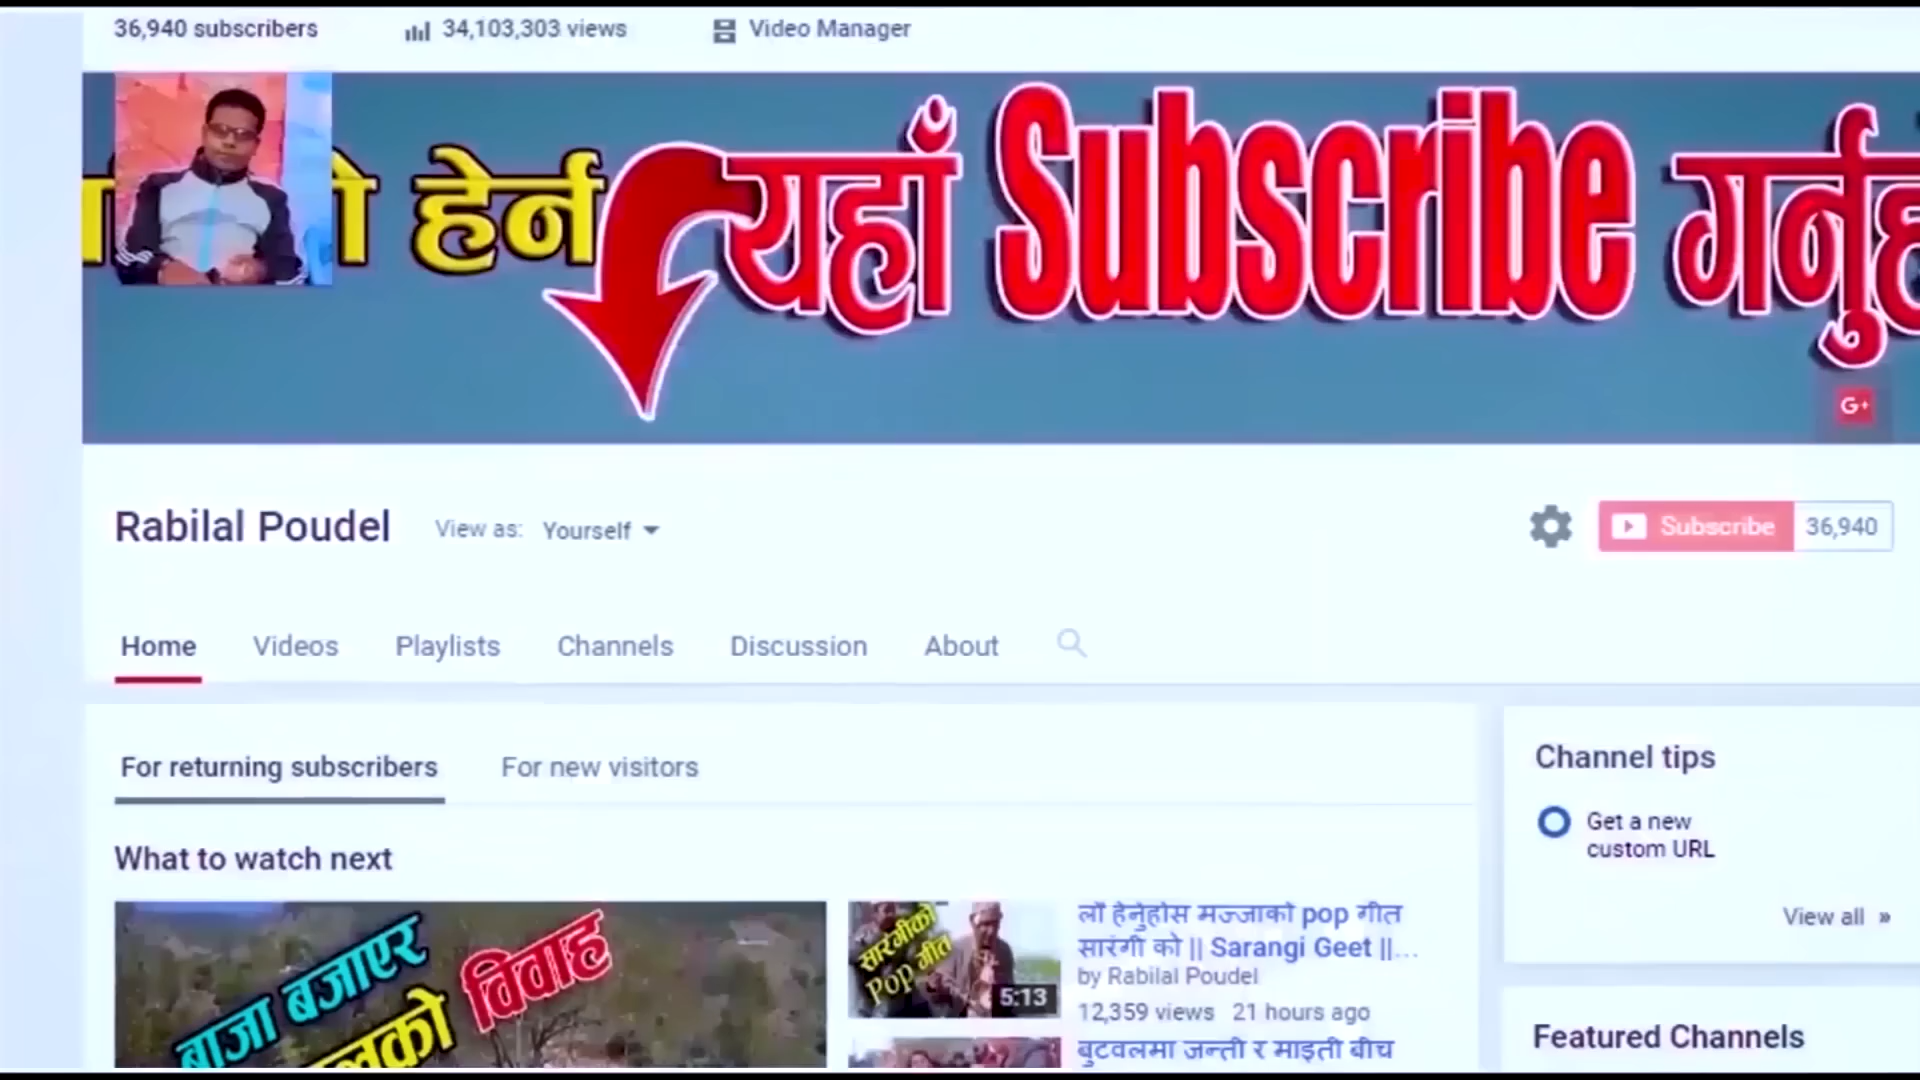 36,940 subscribers
34,103,303 views
Video Manager
हेर्न
यहाँ Subscribe
G+
Rabilal Poudel
View as: Yourself
Subscribe 36,940
Home Videos Playlists Channels Discussion About
For returning subscribers For new visitors
What to watch next
बाजा बजाएर
विवाह
सारंगीको
Pop गीत
5:13
लौ हेर्नुहोस मज्जाको pop गीत
सारंगी को || Sarangi Geet ||...
by Rabilal Poudel
12,359 views 21 hours ago
बुटवलमा जन्ती र माइती बीच
Channel tips
Get a new
custom URL
View all »
Featured Channels